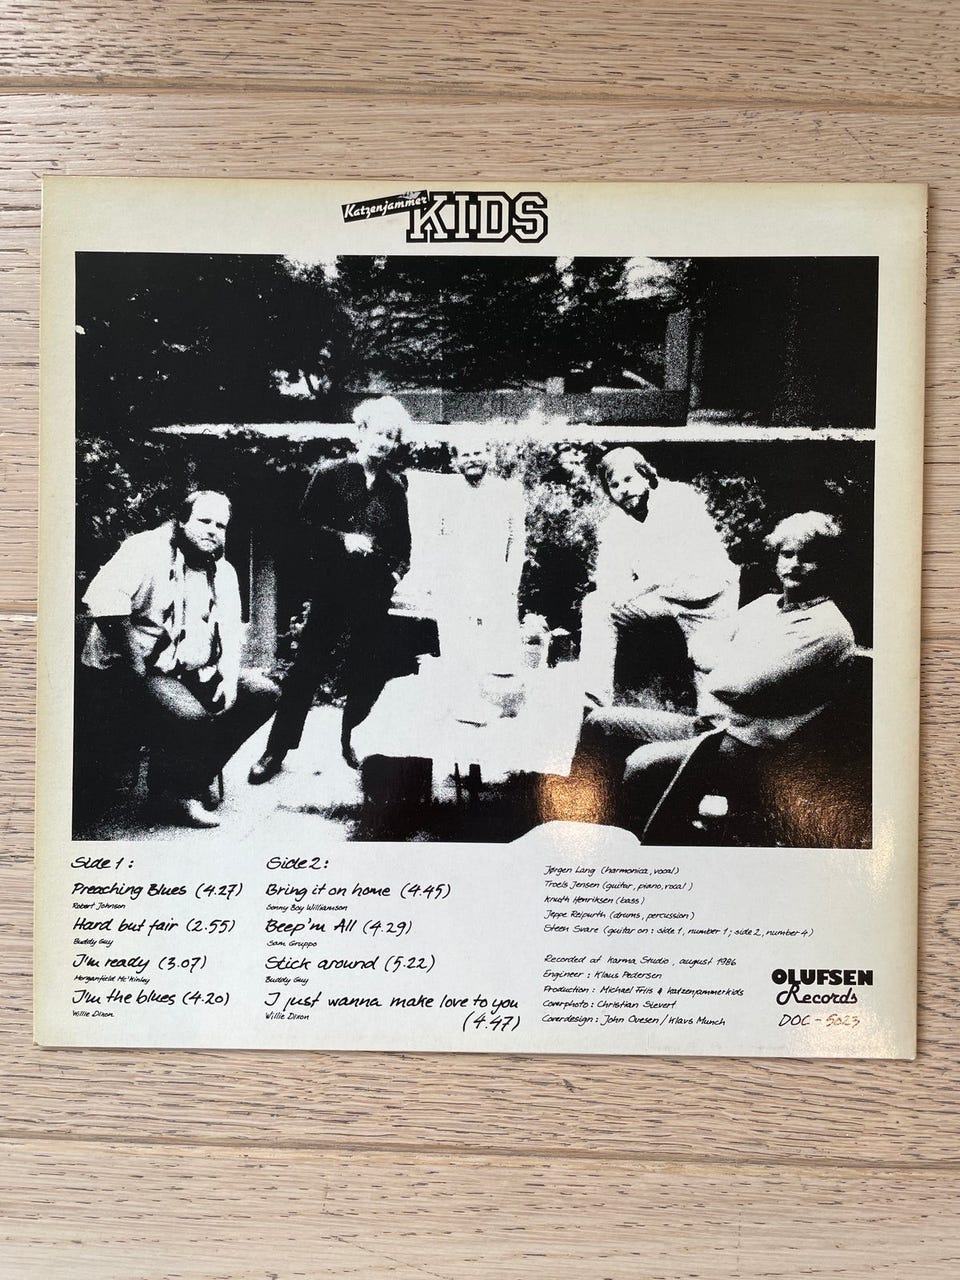 Katzenjammer KIDS
Side 1:
Preaching Blues (4.27)
Robert Johnson
Hard but fair (2.55)
Buddy Guy
I'm ready (3.07)
Morganfield Mc'Kinley
I'm the blues (4.20)
Willie Dixon
Side 2:
Bring it on home (4.45)
Sonny Boy Williamson
Beep'm All (4.29)
Sam Gruppo
Stick around (5.22)
Buddy Guy
I just wanna make love to you
Willie Dixon (4.47)
Jørgen Lang (harmonica, vocal)
Troels Jensen (guitar, piano, vocal)
Knuth Henriksen (bass)
Jeppe Reipurth (drums, percussion)
Steen Svare (guitar on: side 1, number 1; side 2, number 4)
Recorded at Karma Studio, august 1986
Engineer: Klaus Pedersen
Production: Michael Friis & katzenjammerkids
Coverphoto: Christian Sievert
Coverdesign: John Ovesen / Klavs Munch
OLUFSEN
Records
DOC - 5023